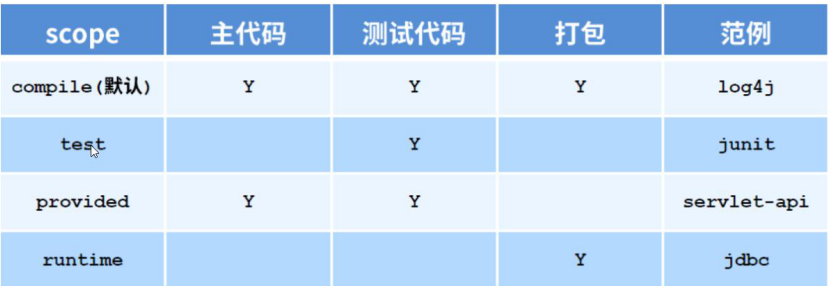 scope 主代码 测试代码 打包 范例
compile(默认) Y Y Y log4j
test Y junit
provided Y Y servlet-api
runtime Y jdbc